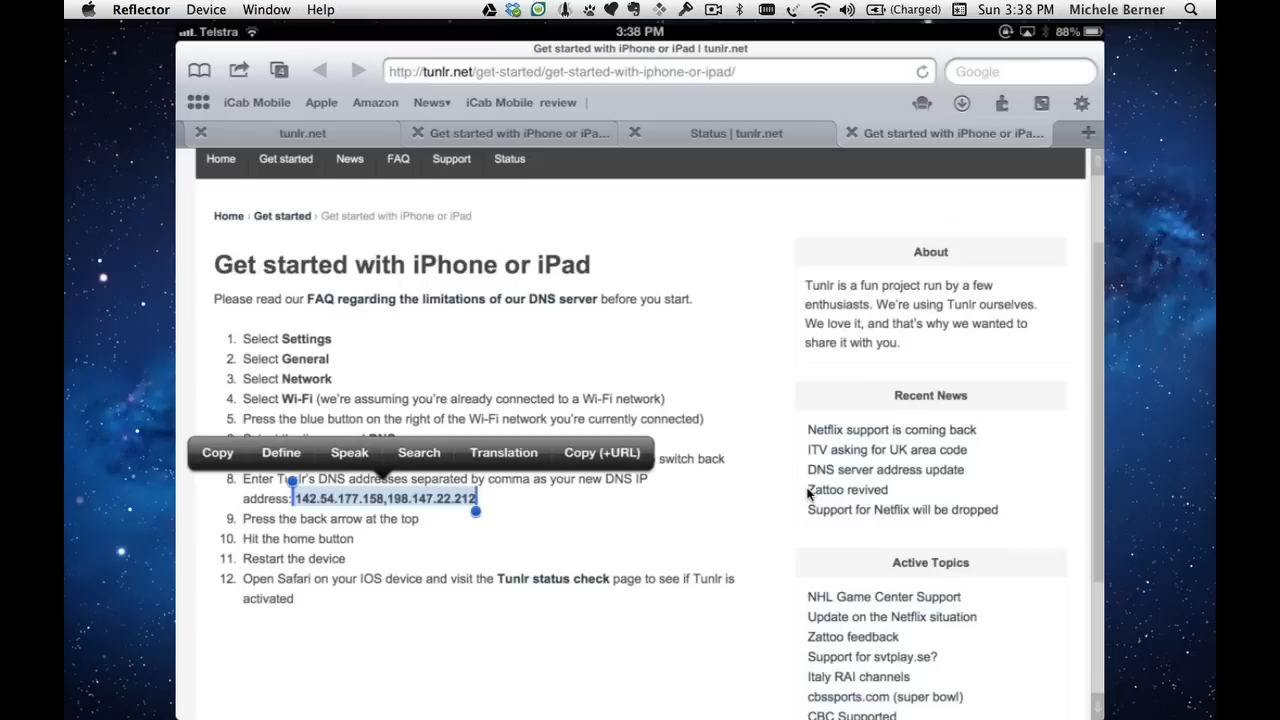 Reflector Device Window Help (Charged) Sun 3:38 PM Michele Berner
Telstra 3:38 PM 88%
Get started with iPhone or iPad | tunlr.net
http://tunlr.net/get-started/get-started-with-iphone-or-ipad/ Google
iCab Mobile Apple Amazon News▾ iCab Mobile review
tunlr.net Get started with iPhone or iPa... Status | tunlr.net Get started with iPhone or iPa...
Home Get started News FAQ Support Status
Home › Get started › Get started with iPhone or iPad
Get started with iPhone or iPad
Please read our FAQ regarding the limitations of our DNS server before you start.
1. Select Settings
2. Select General
3. Select Network
4. Select Wi-Fi (we're assuming you're already connected to a Wi-Fi network)
5. Press the blue button on the right of the Wi-Fi network you're currently connected)
Copy Define Speak Search Translation Copy (+URL)
switch back
8. Enter Tunlr's DNS addresses separated by comma as your new DNS IP
address: 142.54.177.158,198.147.22.212
9. Press the back arrow at the top
10. Hit the home button
11. Restart the device
12. Open Safari on your IOS device and visit the Tunlr status check page to see if Tunlr is
activated
About
Tunlr is a fun project run by a few
enthusiasts. We're using Tunlr ourselves.
We love it, and that's why we wanted to
share it with you.
Recent News
Netflix support is coming back
ITV asking for UK area code
DNS server address update
Zattoo revived
Support for Netflix will be dropped
Active Topics
NHL Game Center Support
Update on the Netflix situation
Zattoo feedback
Support for svtplay.se?
Italy RAI channels
cbssports.com (super bowl)
CBC Supported